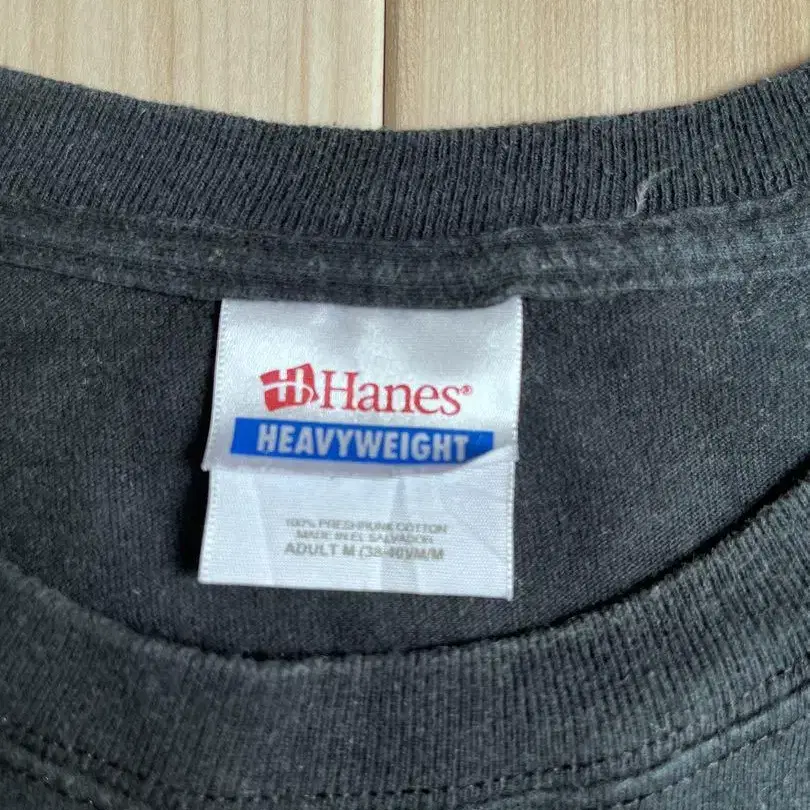 Hanes®
HEAVYWEIGHT
100% PRESHRUNK COTTON
MADE IN EL SALVADOR
ADULT M (38-40)/M/M